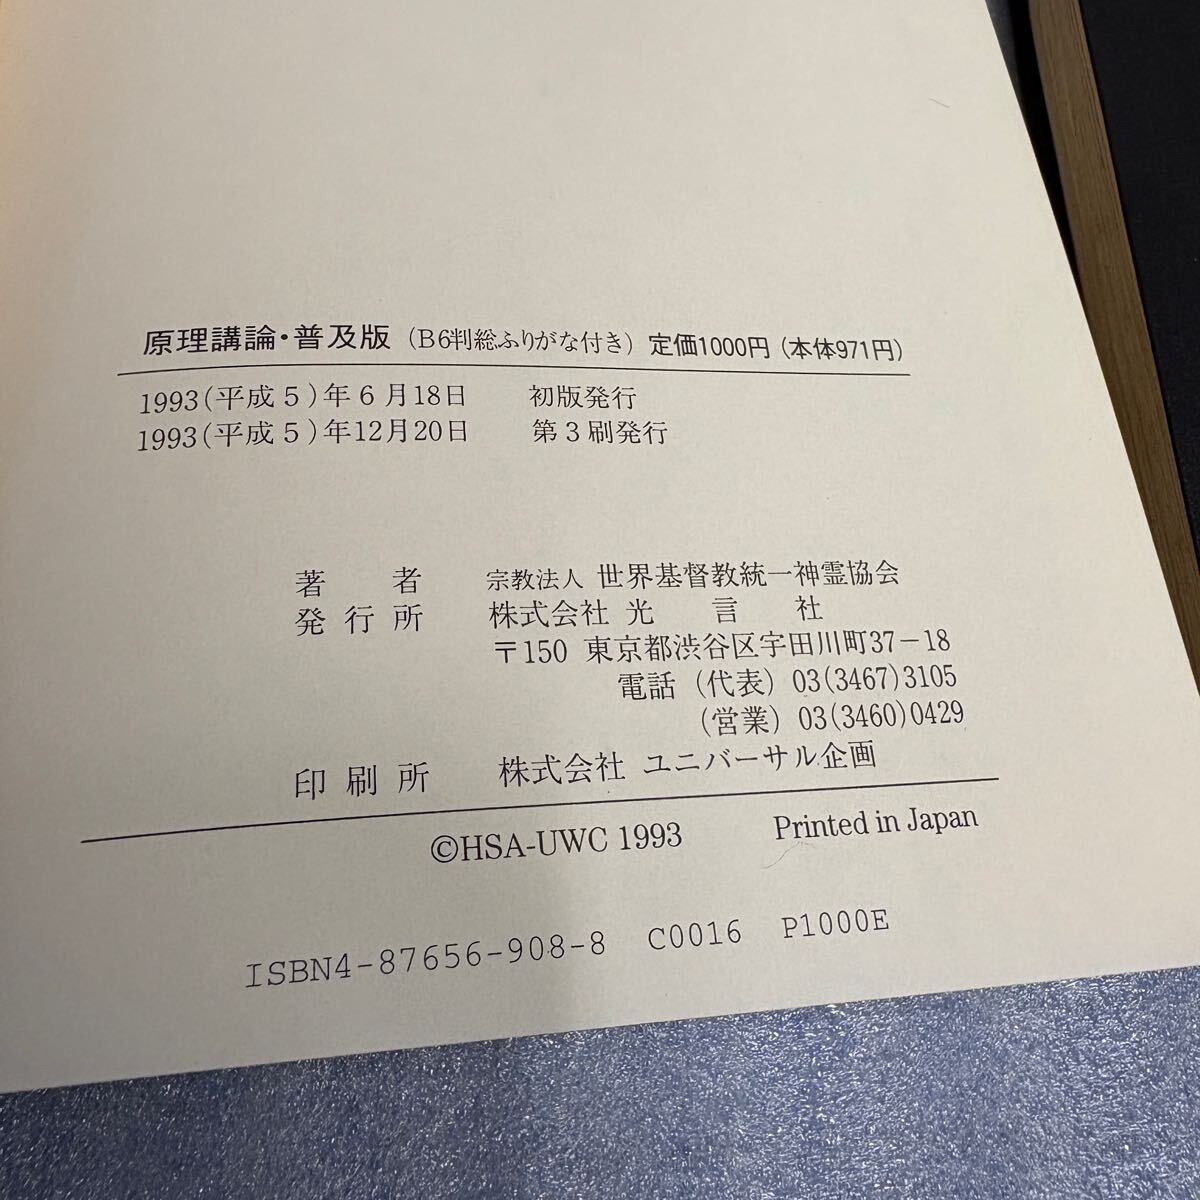 原理講論・普及版（B6判総ふりがな付き）定価1000円（本体971円）
1993（平成5）年6月18日　初版発行
1993（平成5）年12月20日　第3刷発行
著　者　宗教法人 世界基督教統一神霊協会
発行所　株式会社 光言社
〒150 東京都渋谷区宇田川町37－18
電話（代表）03(3467)3105
（営業）03(3460)0429
印刷所　株式会社 ユニバーサル企画
©HSA-UWC 1993　Printed in Japan
ISBN4-87656-908-8　C0016　P1000E